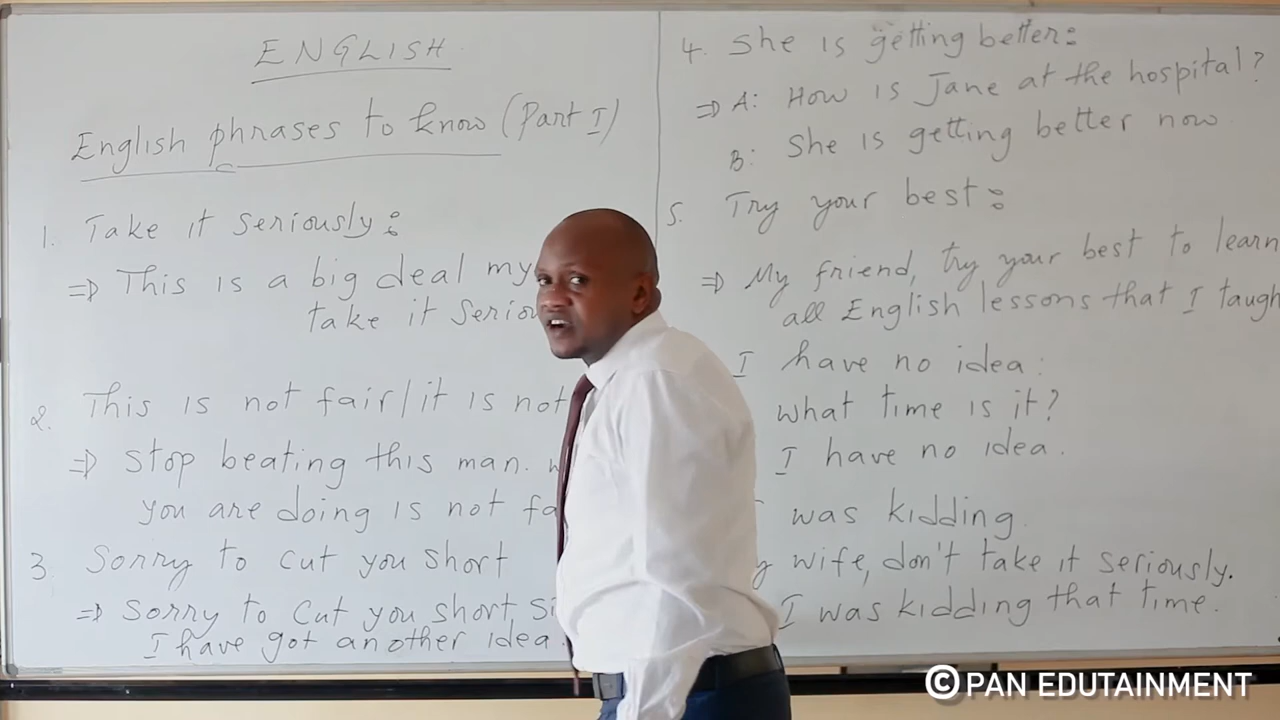 ENGLISH
English phrases to know (Part I)
1. Take it seriously:
⇒ This is a big deal my
take it Seriou
2. This is not fair/it is not
⇒ Stop beating this man.
you are doing is not fa
3. Sorry to cut you short
⇒ Sorry to cut you short, Si
I have got another idea.
4. She is getting better:
⇒ A: How is Jane at the hospital?
B: She is getting better now
5. Try your best:
⇒ My friend, try your best to learn
all English lessons that I taugh
I have no idea:
what time is it?
I have no idea.
I was kidding.
y wife, don't take it seriously.
I was kidding that time.
© PAN EDUTAINMENT